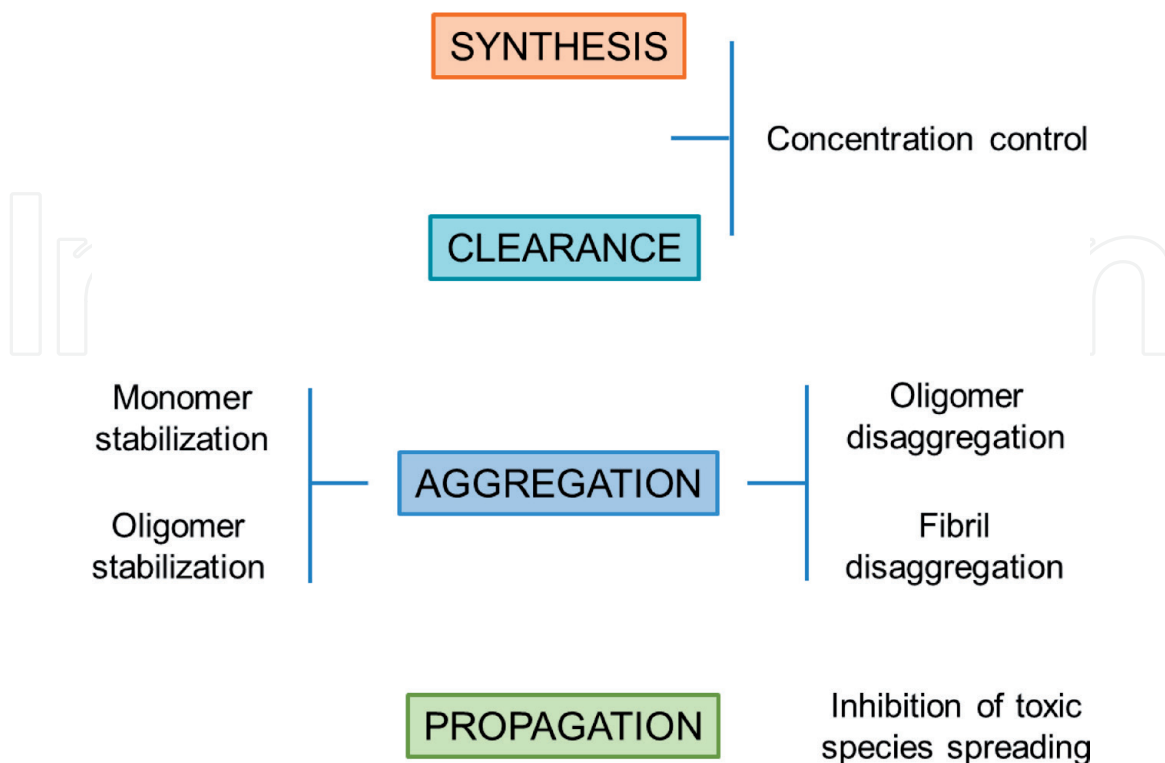 SYNTHESIS
Concentration control
CLEARANCE
Monomer
stabilization
Oligomer
stabilization
AGGREGATION
Oligomer
disaggregation
Fibril
disaggregation
PROPAGATION
Inhibition of toxic
species spreading